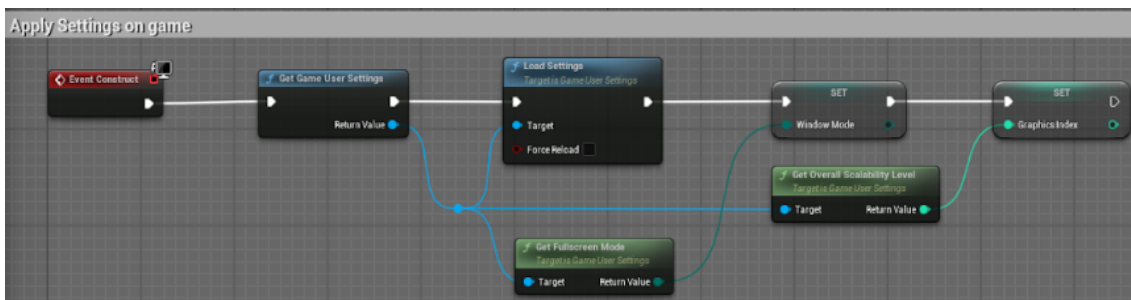 Apply Settings on game
Event Construct
Get Game User Settings
Return Value
Load Settings
Target is Game User Settings
Target
Force Reload
SET
Window Mode
SET
Graphics Index
Get Overall Scalability Level
Target is Game User Settings
Target
Return Value
Get Fullscreen Mode
Target is Game User Settings
Target
Return Value